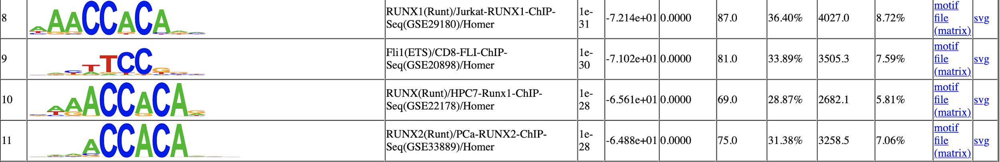 8 AAACCACA RUNX1(Runt)/Jurkat-RUNX1-ChIP- 1e- -7.214e+01 0.0000 87.0 36.40% 4027.0 8.72% motif svg
Seq(GSE29180)/Homer 31 file
(matrix)
9 TTCCG Fli1(ETS)/CD8-FLI-ChIP- 1e- -7.102e+01 0.0000 81.0 33.89% 3505.3 7.59% motif svg
Seq(GSE20898)/Homer 30 file
(matrix)
10 AAACCACA RUNX(Runt)/HPC7-Runx1-ChIP- 1e- -6.561e+01 0.0000 69.0 28.87% 2682.1 5.81% motif svg
Seq(GSE22178)/Homer 28 file
(matrix)
11 ACCACA RUNX2(Runt)/PCa-RUNX2-ChIP- 1e- -6.488e+01 0.0000 75.0 31.38% 3258.5 7.06% motif svg
Seq(GSE33889)/Homer 28 file
(matrix)